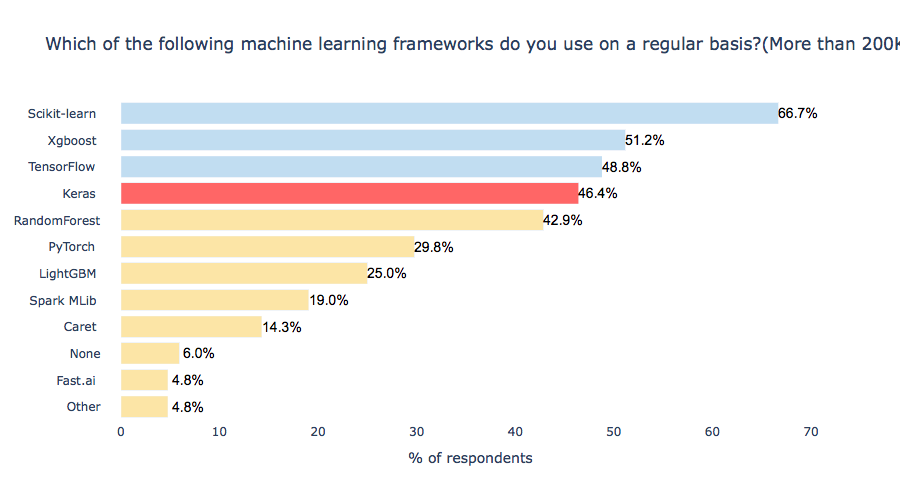 Which of the following machine learning frameworks do you use on a regular basis?(More than 200K
Scikit-learn 66.7%
Xgboost 51.2%
TensorFlow 48.8%
Keras 46.4%
RandomForest 42.9%
PyTorch 29.8%
LightGBM 25.0%
Spark MLib 19.0%
Caret 14.3%
None 6.0%
Fast.ai 4.8%
Other 4.8%
0 10 20 30 40 50 60 70
% of respondents